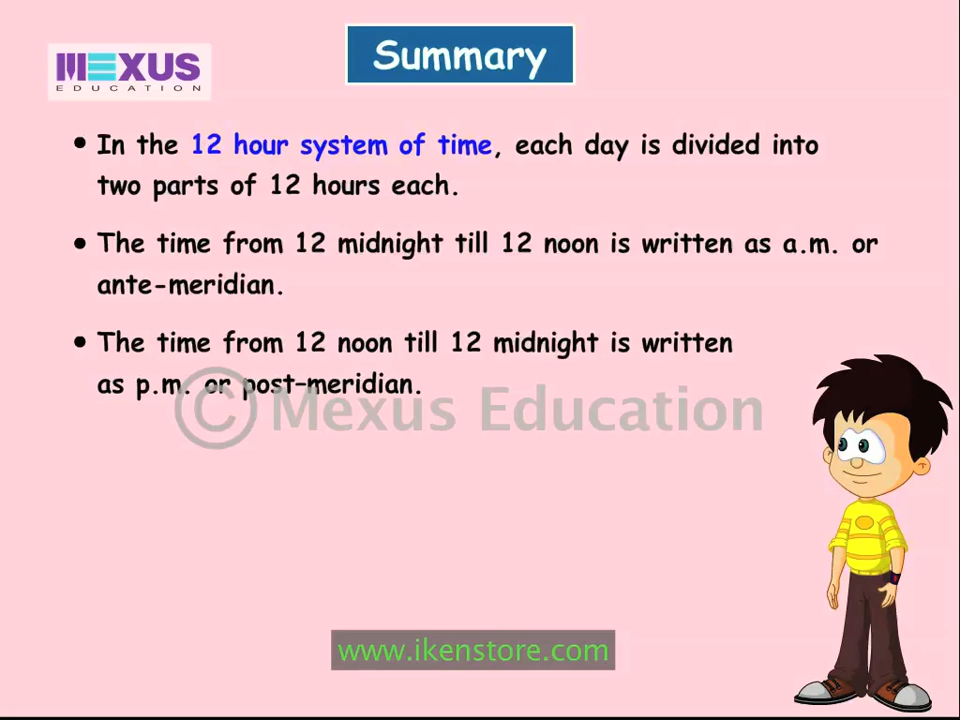 MEXUS
EDUCATION
Summary
• In the 12 hour system of time, each day is divided into
two parts of 12 hours each.
• The time from 12 midnight till 12 noon is written as a.m. or
ante-meridian.
• The time from 12 noon till 12 midnight is written
as p.m. or post-meridian.
© Mexus Education
www.ikenstore.com